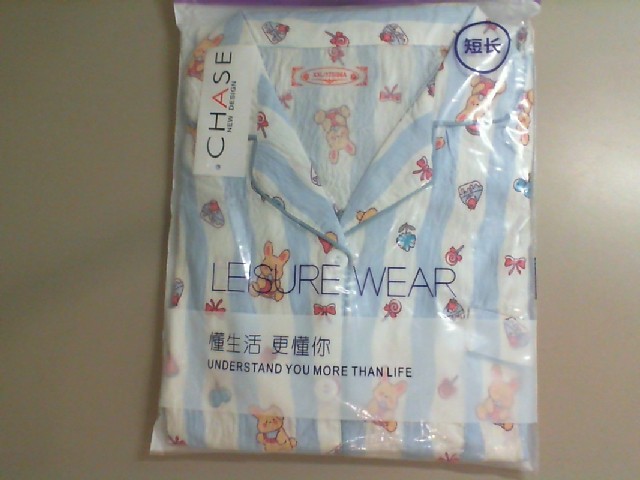 短长
CHASE
NEW DESIGN
LEISURE WEAR
懂生活 更懂你
UNDERSTAND YOU MORE THAN LIFE